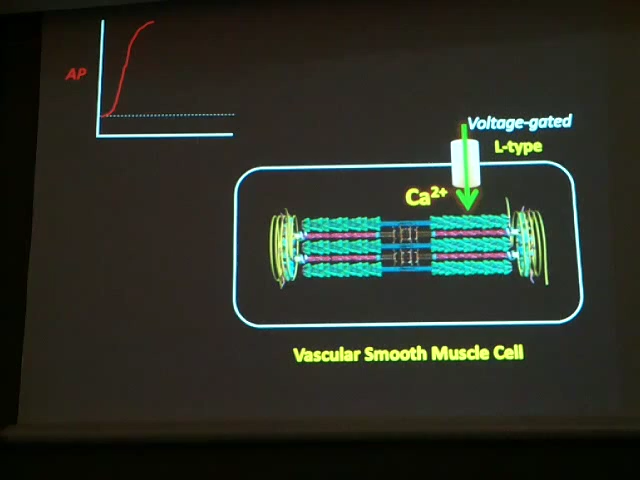 AP
Voltage-gated
L-type
Ca²⁺
Vascular Smooth Muscle Cell